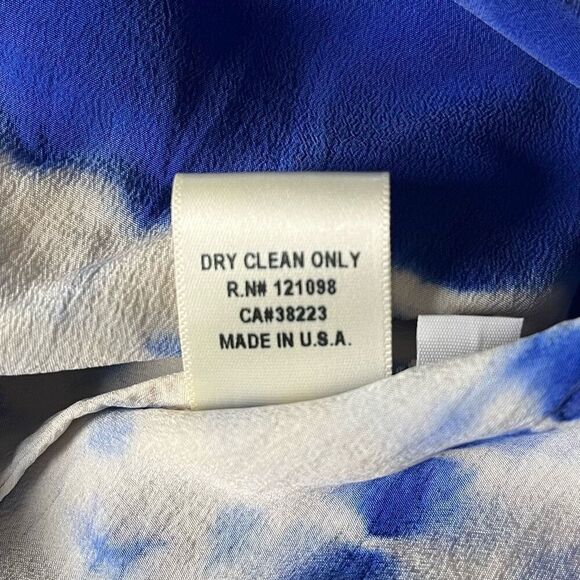 DRY CLEAN ONLY
R.N# 121098
CA#38223
MADE IN U.S.A.